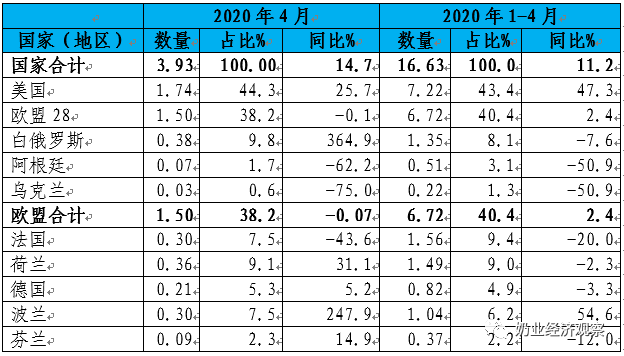 2020 年 4 月 2020 年 1-4 月
国家（地区） 数量 占比% 同比% 数量 占比% 同比%
国家合计 3.93 100.00 14.7 16.63 100.0 11.2
美国 1.74 44.3 25.7 7.22 43.4 47.3
欧盟 28 1.50 38.2 -0.1 6.72 40.4 2.4
白俄罗斯 0.38 9.8 364.9 1.35 8.1 -7.6
阿根廷 0.07 1.7 -62.2 0.51 3.1 -50.9
乌克兰 0.03 0.6 -75.0 0.22 1.3 -50.9
欧盟合计 1.50 38.2 -0.07 6.72 40.4 2.4
法国 0.30 7.5 -43.6 1.56 9.4 -20.0
荷兰 0.36 9.1 31.1 1.49 9.0 -2.3
德国 0.21 5.3 5.2 0.82 4.9 -3.3
波兰 0.30 7.5 247.9 1.04 6.2 54.6
芬兰 0.09 2.3 14.9 0.37 2.2 -12.0
奶业经济观察